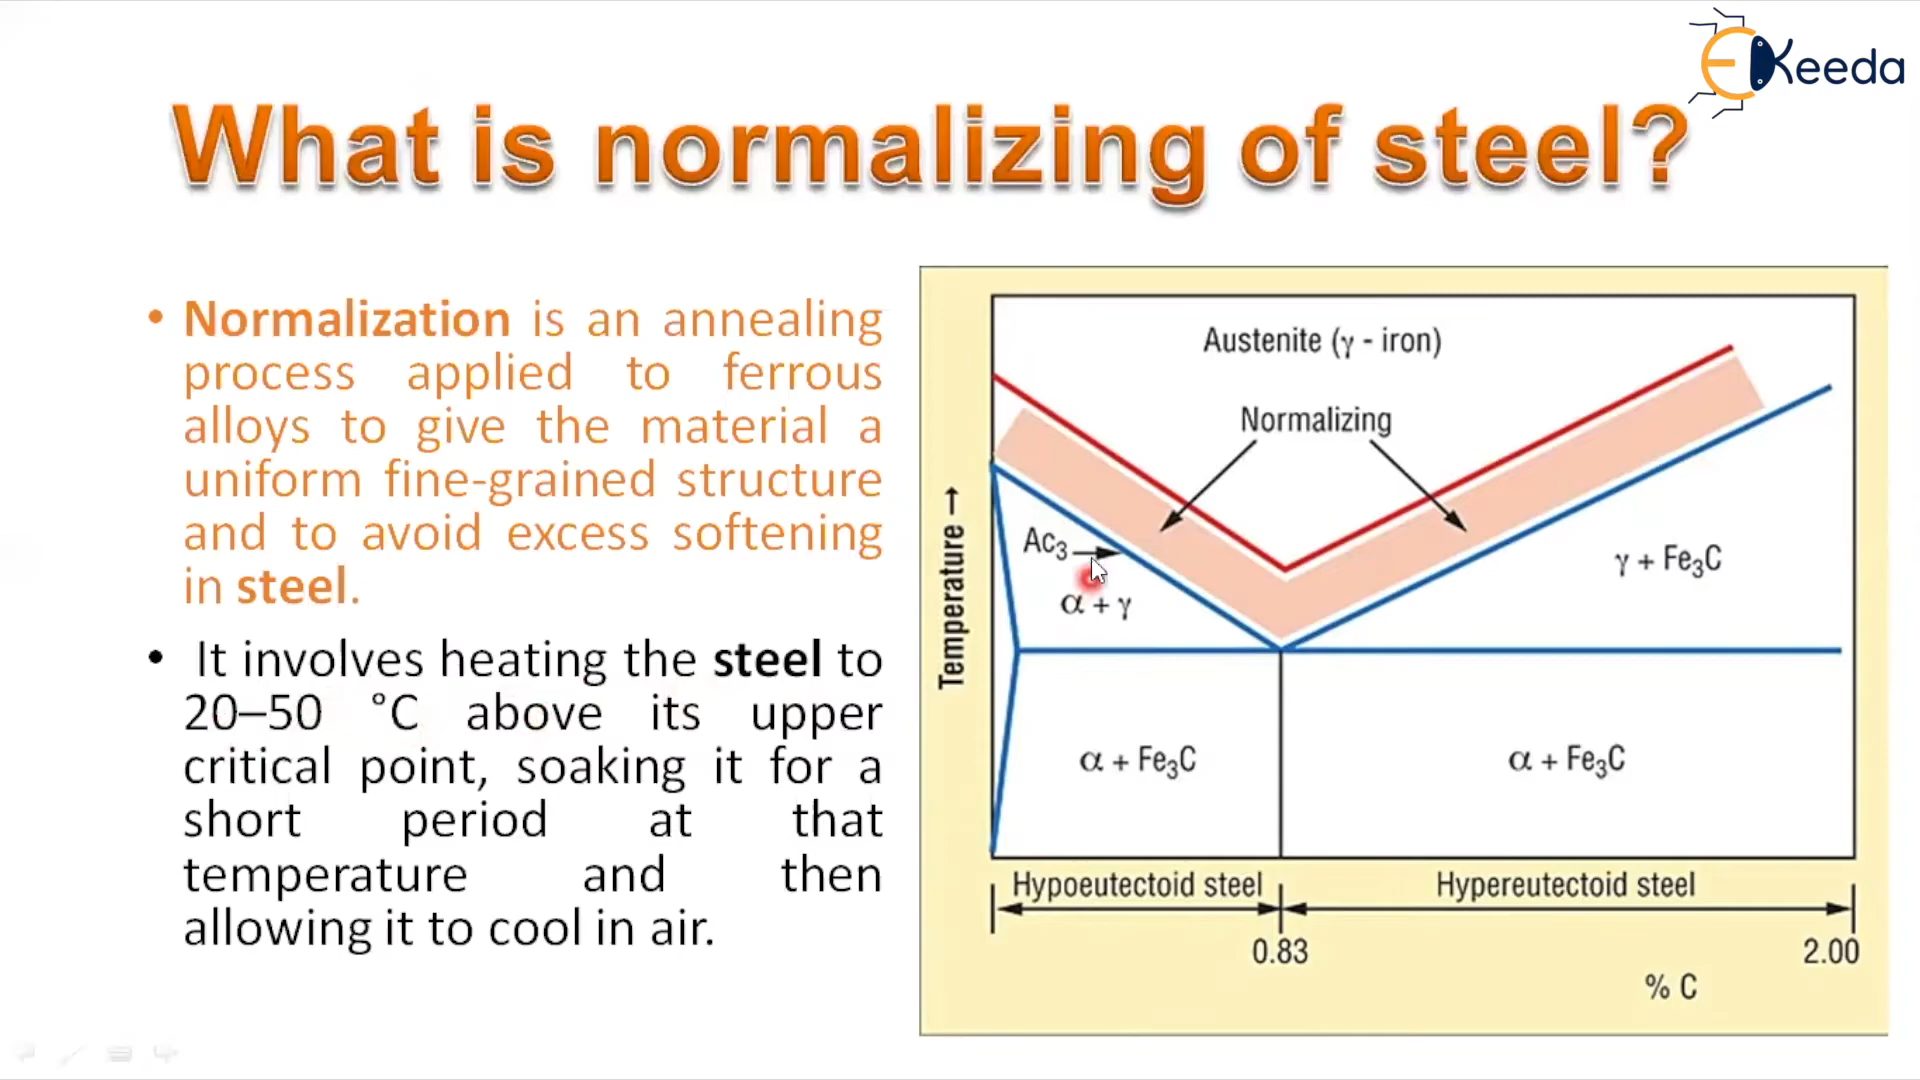 EKeeda
What is normalizing of steel?
• Normalization is an annealing
process applied to ferrous
alloys to give the material a
uniform fine-grained structure
and to avoid excess softening
in steel.
• It involves heating the steel to
20–50 °C above its upper
critical point, soaking it for a
short period at that
temperature and then
allowing it to cool in air.
Austenite (γ - iron)
Normalizing
Temperature →
Ac₃
α + γ
γ + Fe₃C
α + Fe₃C
α + Fe₃C
Hypoeutectoid steel
Hypereutectoid steel
0.83
2.00
% C